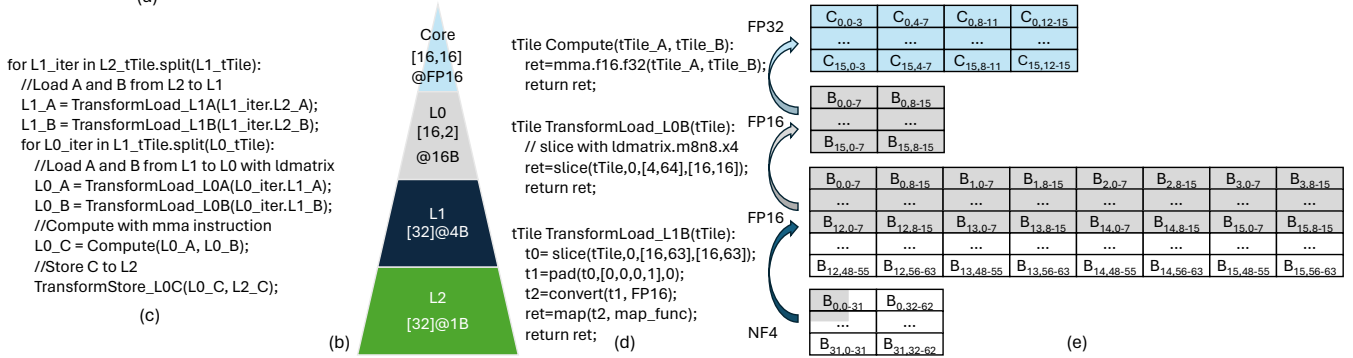 (a)
for L1_iter in L2_tTile.split(L1_tTile):
//Load A and B from L2 to L1
L1_A = TransformLoad_L1A(L1_iter.L2_A);
L1_B = TransformLoad_L1B(L1_iter.L2_B);
for L0_iter in L1_tTile.split(L0_tTile):
//Load A and B from L1 to L0 with ldmatrix
L0_A = TransformLoad_L0A(L0_iter.L1_A);
L0_B = TransformLoad_L0B(L0_iter.L1_B);
//Compute with mma instruction
L0_C = Compute(L0_A, L0_B);
//Store C to L2
TransformStore_L0C(L0_C, L2_C);
(c)
Core
[16,16]
@FP16
L0
[16,2]
@16B
L1
[32]@4B
L2
[32]@1B
(b)
tTile Compute(tTile_A, tTile_B):
ret=mma.f16.f32(tTile_A, tTile_B);
return ret;
tTile TransformLoad_L0B(tTile):
// slice with ldmatrix.m8n8.x4
ret=slice(tTile,0,[4,64],[16,16]);
return ret;
tTile TransformLoad_L1B(tTile):
t0= slice(tTile,0,[16,63],[16,63]);
t1=pad(t0,[0,0,0,1],0);
t2=convert(t1, FP16);
ret=map(t2, map_func);
return ret;
(d)
FP32
FP16
FP16
NF4
C0,0-3 C0,4-7 C0,8-11 C0,12-15
...
...
...
...
C15,0-3 C15,4-7 C15,8-11 C15,12-15
B0,0-7 B0,8-15
...
...
B15,0-7 B15,8-15
B0,0-7 B0,8-15 B1,0-7 B1,8-15 B2,0-7 B2,8-15 B3,0-7 B3,8-15
... ... ... ... ... ... ... ...
B12,0-7 B12,8-15 B13,0-7 B13,8-15 B14,0-7 B14,8-15 B15,0-7 B15,8-15
... ... ... ... ... ... ... ...
B12,48-55 B12,56-63 B13,48-55 B13,56-63 B14,48-55 B14,56-63 B15,48-55 B15,56-63
B0,0-31 B0,32-62
... ...
B31,0-31 B31,32-62
(e)